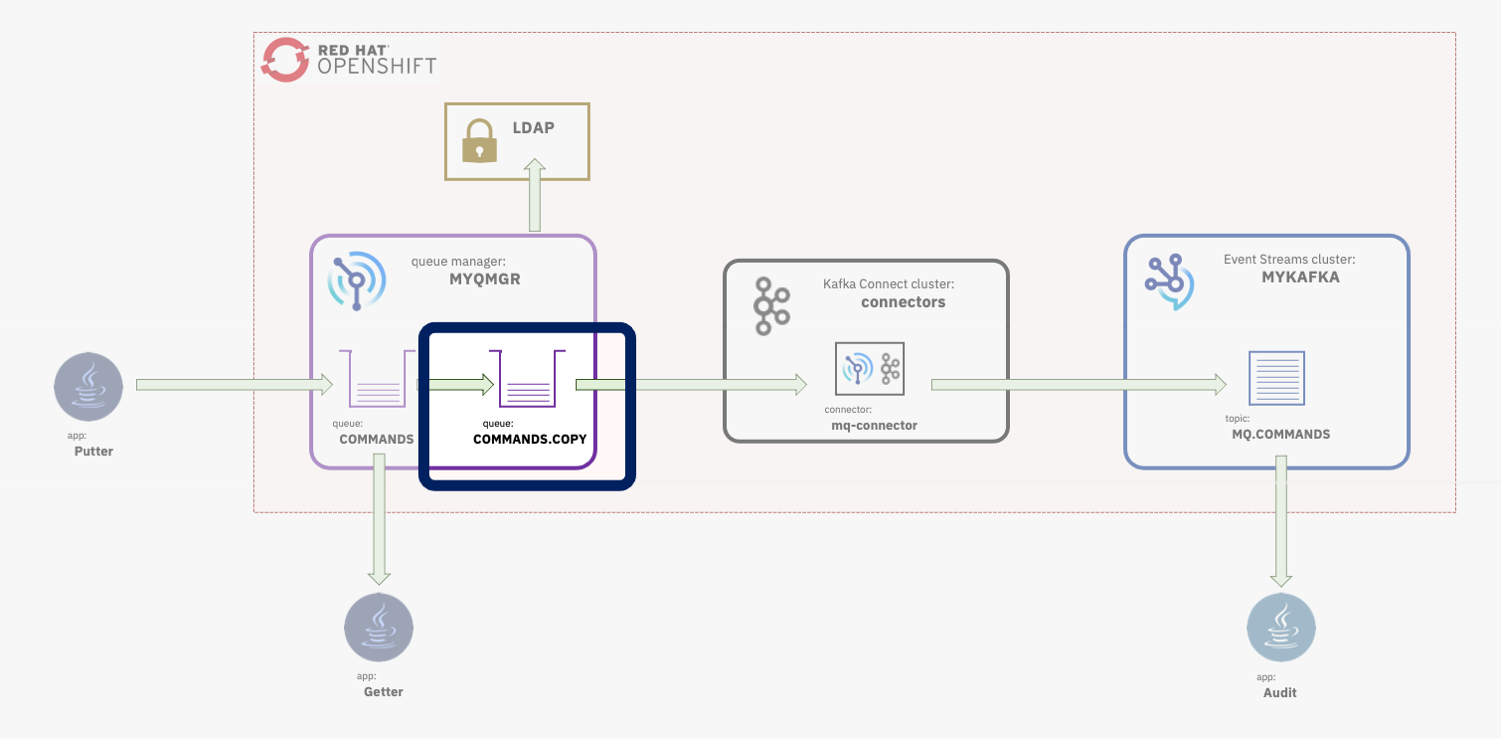 RED HAT
OPENSHIFT
LDAP
queue manager:
MYQMGR
Kafka Connect cluster:
connectors
Event Streams cluster:
MYKAFKA
app:
Putter
queue:
COMMANDS
queue:
COMMANDS.COPY
connector:
mq-connector
topic:
MQ.COMMANDS
app:
Getter
app:
Audit